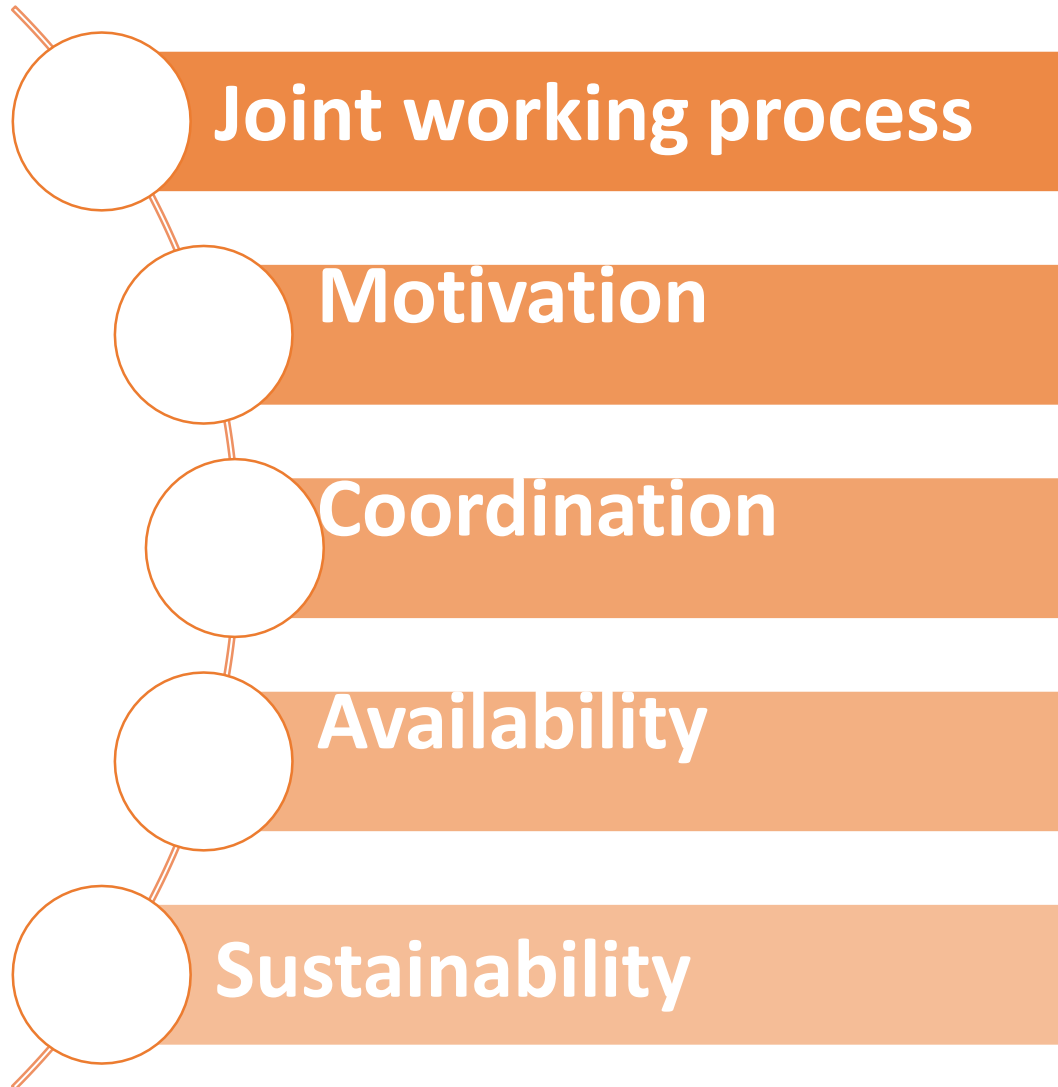 Joint working process
Motivation
Coordination
Availability
Sustainability